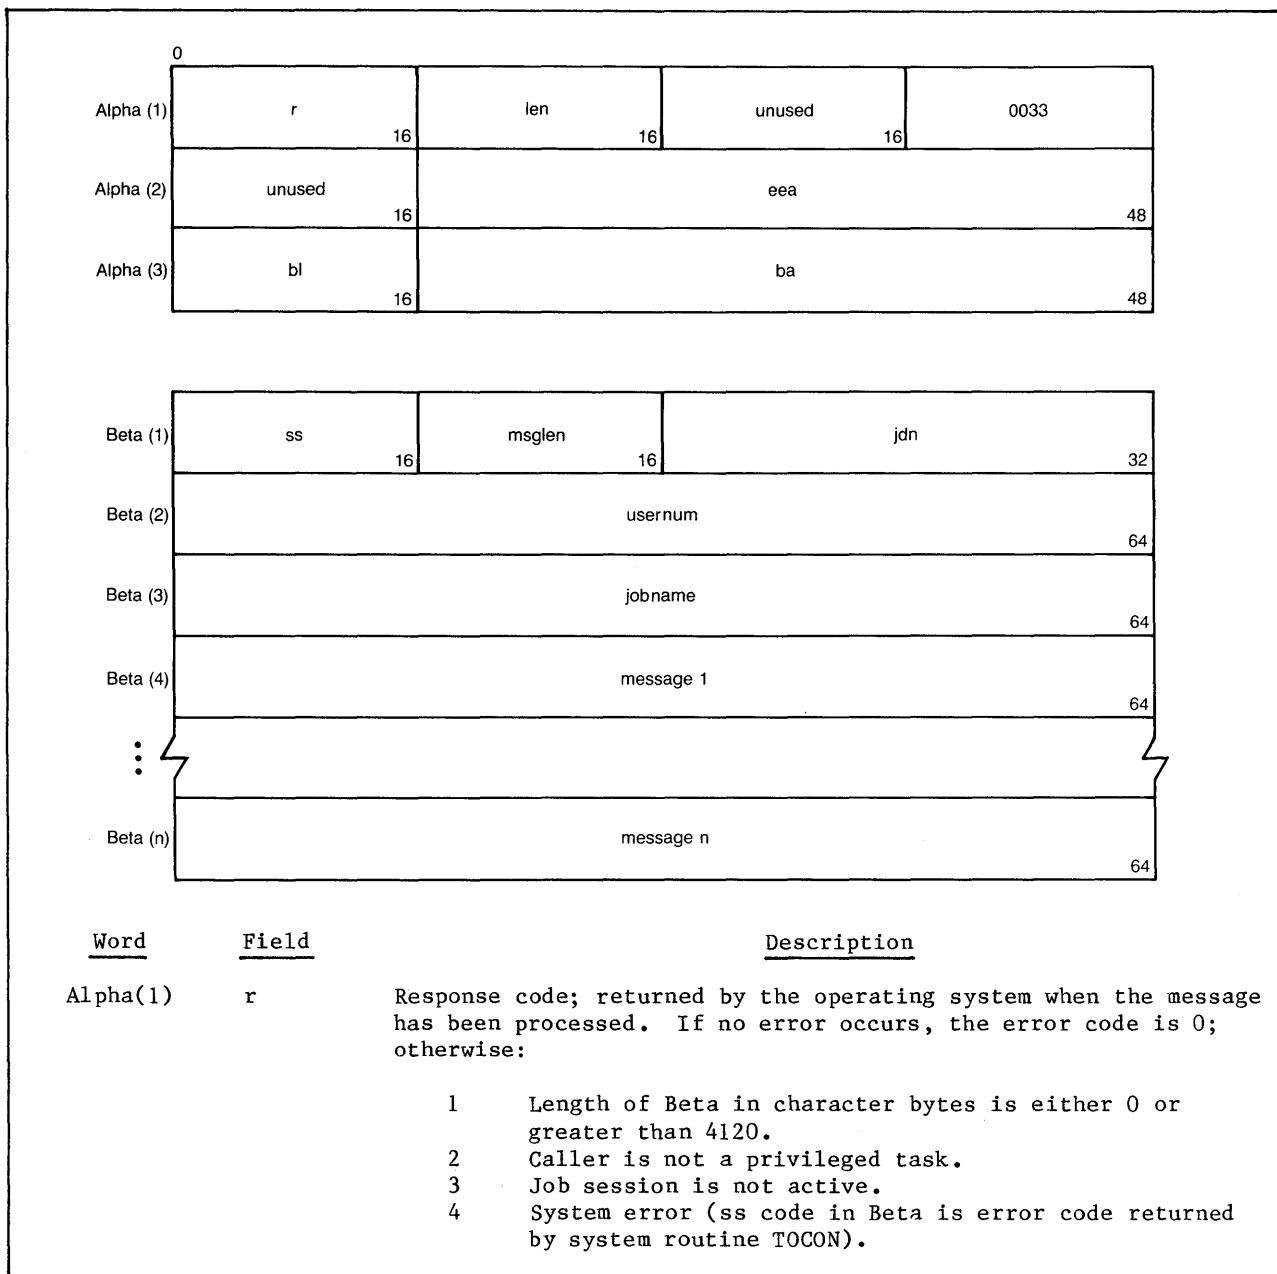 0
Alpha (1) r 16 len 16 unused 16 0033
Alpha (2) unused 16 eea 48
Alpha (3) bl 16 ba 48
Beta (1) ss 16 msglen 16 jdn 32
Beta (2) usernum 64
Beta (3) jobname 64
Beta (4) message 1 64
Beta (n) message n 64
Word Field Description
Alpha(1) r Response code; returned by the operating system when the message
has been processed. If no error occurs, the error code is 0;
otherwise:
1 Length of Beta in character bytes is either 0 or
greater than 4120.
2 Caller is not a privileged task.
3 Job session is not active.
4 System error (ss code in Beta is error code returned
by system routine TOCON).